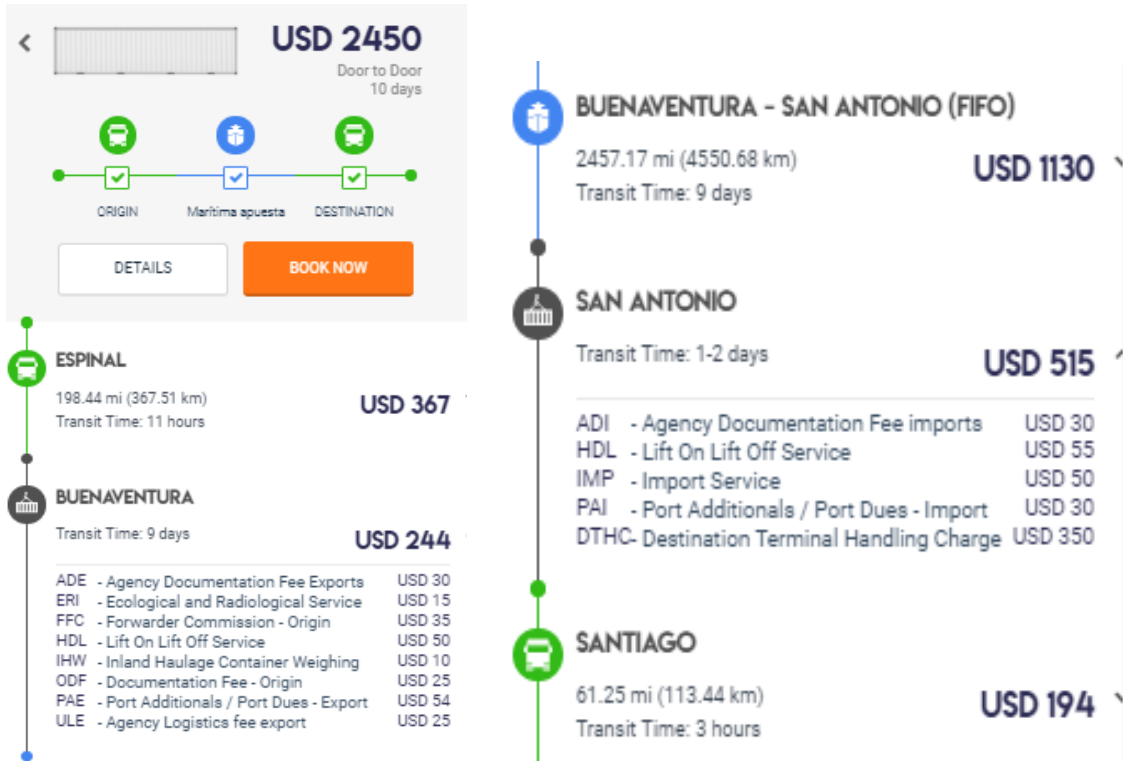 USD 2450
Door to Door
10 days
ORIGIN
Marítima apuesta
DESTINATION
DETAILS
BOOK NOW
ESPINAL
198.44 mi (367.51 km)
USD 367
Transit Time: 11 hours
BUENAVENTURA
Transit Time: 9 days
USD 244
ADE - Agency Documentation Fee Exports USD 30
ERI - Ecological and Radiological Service USD 15
FFC - Forwarder Commission - Origin USD 35
HDL - Lift On Lift Off Service USD 50
IHW - Inland Haulage Container Weighing USD 10
ODF - Documentation Fee - Origin USD 25
PAE - Port Additionals / Port Dues - Export USD 54
ULE - Agency Logistics fee export USD 25
BUENAVENTURA - SAN ANTONIO (FIFO)
2457.17 mi (4550.68 km)
USD 1130
Transit Time: 9 days
SAN ANTONIO
Transit Time: 1-2 days
USD 515
ADI - Agency Documentation Fee imports USD 30
HDL - Lift On Lift Off Service USD 55
IMP - Import Service USD 50
PAI - Port Additionals / Port Dues - Import USD 30
DTHC- Destination Terminal Handling Charge USD 350
SANTIAGO
61.25 mi (113.44 km)
USD 194
Transit Time: 3 hours